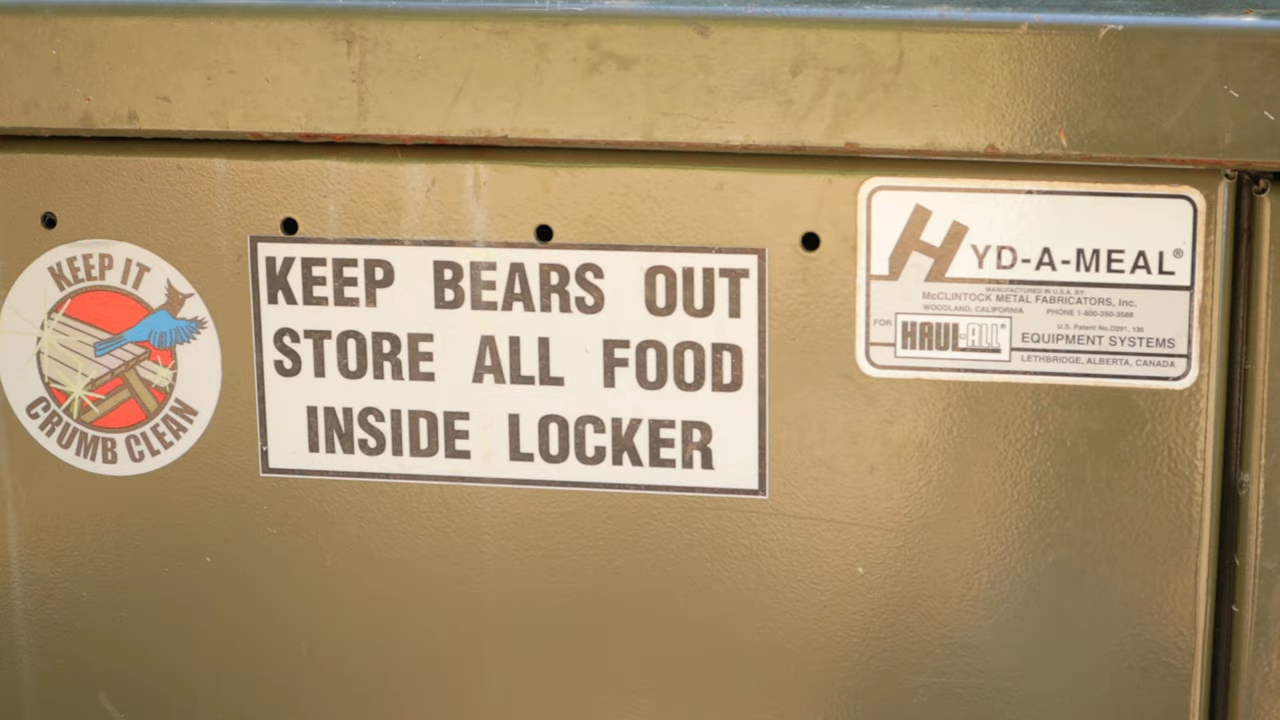 KEEP IT
CRUMB CLEAN
KEEP BEARS OUT
STORE ALL FOOD
INSIDE LOCKER
HYD-A-MEAL®
MANUFACTURED IN U.S.A. BY:
McCLINTOCK METAL FABRICATORS, Inc.
WOODLAND, CALIFORNIA PHONE 1-800-350-3588
FOR HAUL-ALL®
U.S. Patent No.D291, 136
EQUIPMENT SYSTEMS
LETHBRIDGE, ALBERTA, CANADA